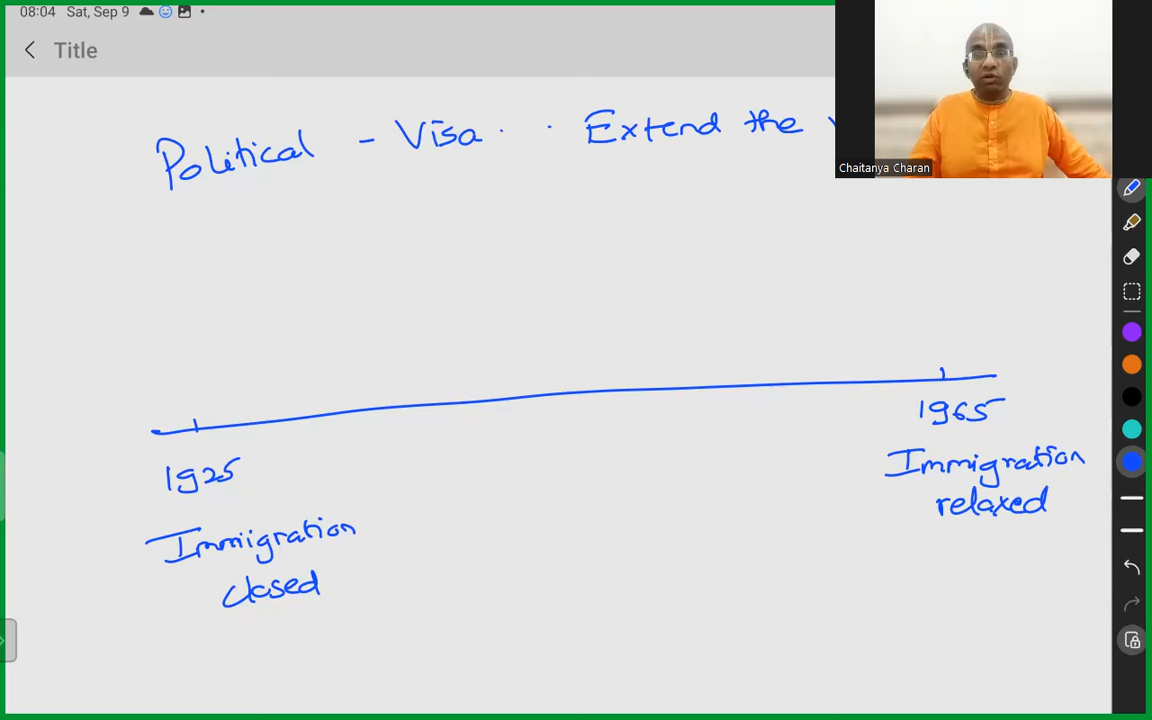 08:04 Sat, Sep 9
Title
Political - Visa . . Extend the
Chaitanya Charan
1925
Immigration
closed
1965
Immigration
relaxed